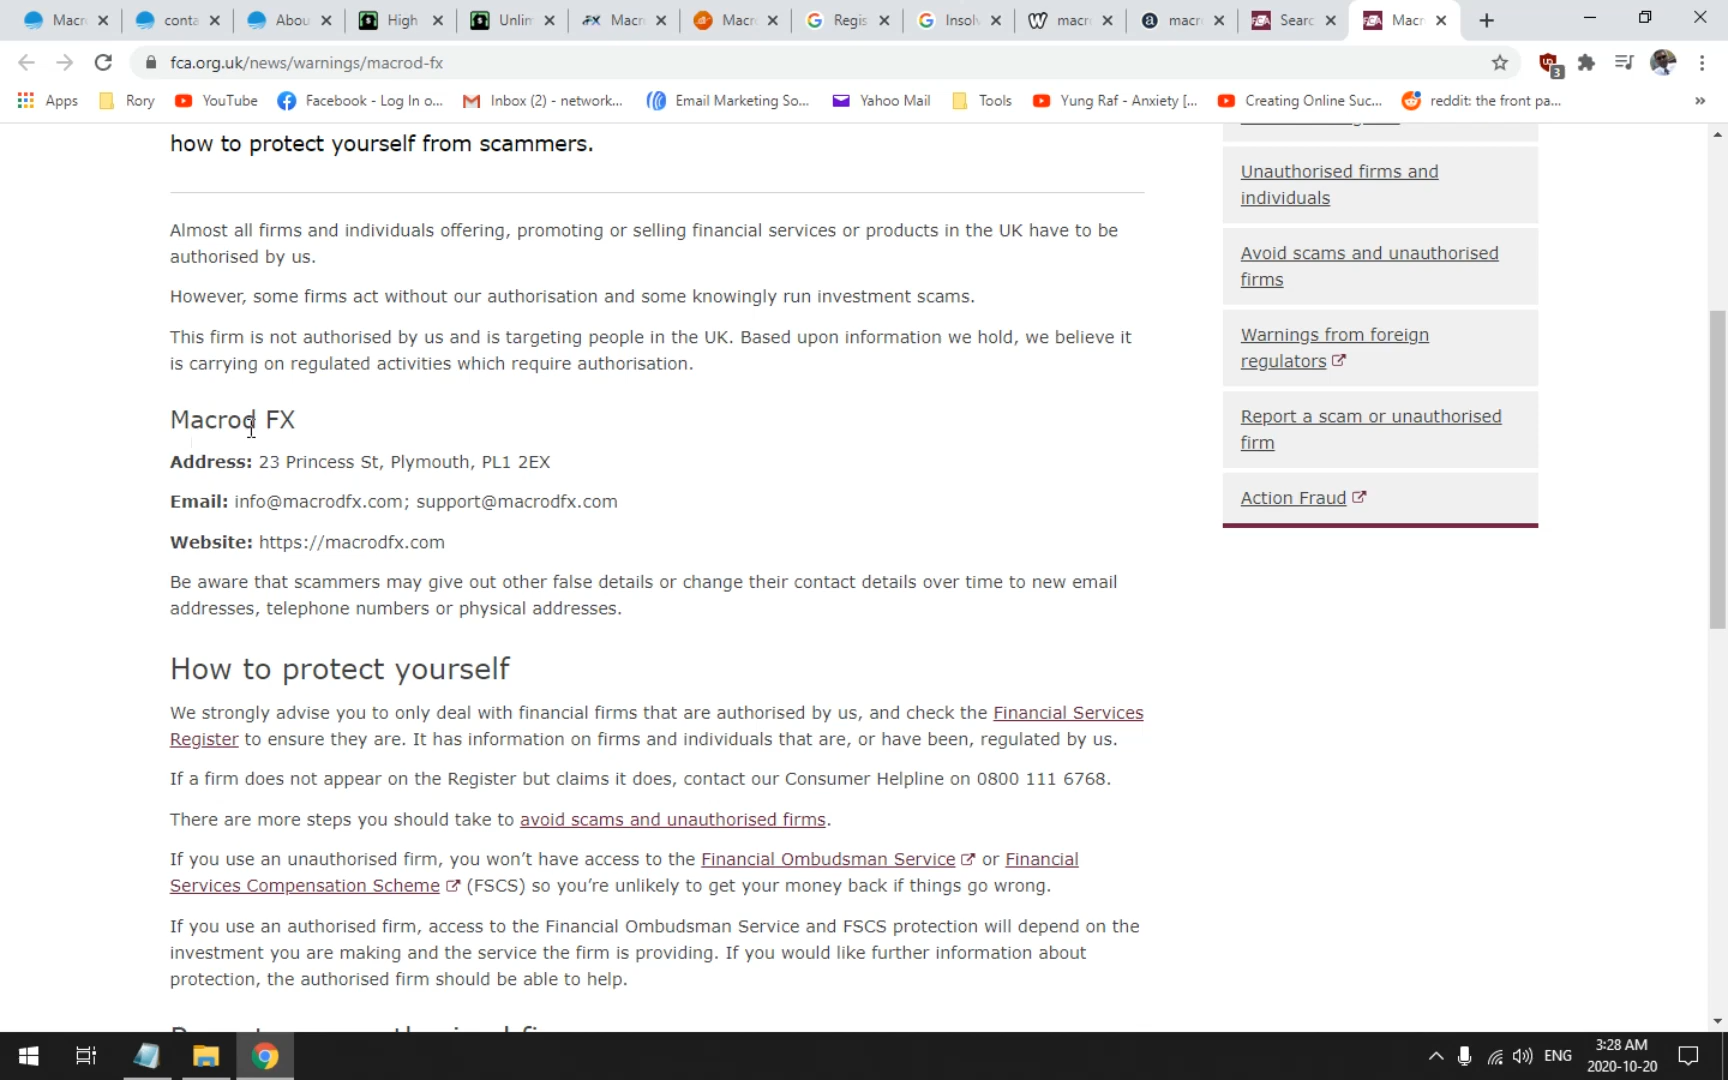 Macr
conta
Abou
High
Unlin
FX Macr
Macr
Regis
Insolv
macr
macr
FCA Searc
FCA Macr
fca.org.uk/news/warnings/macrod-fx
3
Apps
Rory
YouTube
Facebook - Log In o...
Inbox (2) - network...
Email Marketing So...
Yahoo Mail
Tools
Yung Raf - Anxiety [...
Creating Online Suc...
reddit: the front pa...
»
how to protect yourself from scammers.
Almost all firms and individuals offering, promoting or selling financial services or products in the UK have to be
authorised by us.
However, some firms act without our authorisation and some knowingly run investment scams.
This firm is not authorised by us and is targeting people in the UK. Based upon information we hold, we believe it
is carrying on regulated activities which require authorisation.
Macrod FX
Address: 23 Princess St, Plymouth, PL1 2EX
Email: info@macrodfx.com; support@macrodfx.com
Website: https://macrodfx.com
Be aware that scammers may give out other false details or change their contact details over time to new email
addresses, telephone numbers or physical addresses.
How to protect yourself
We strongly advise you to only deal with financial firms that are authorised by us, and check the Financial Services
Register to ensure they are. It has information on firms and individuals that are, or have been, regulated by us.
If a firm does not appear on the Register but claims it does, contact our Consumer Helpline on 0800 111 6768.
There are more steps you should take to avoid scams and unauthorised firms.
If you use an unauthorised firm, you won't have access to the Financial Ombudsman Service or Financial
Services Compensation Scheme (FSCS) so you're unlikely to get your money back if things go wrong.
If you use an authorised firm, access to the Financial Ombudsman Service and FSCS protection will depend on the
investment you are making and the service the firm is providing. If you would like further information about
protection, the authorised firm should be able to help.
Unauthorised firms and
individuals
Avoid scams and unauthorised
firms
Warnings from foreign
regulators
Report a scam or unauthorised
firm
Action Fraud
ENG
3:28 AM
2020-10-20